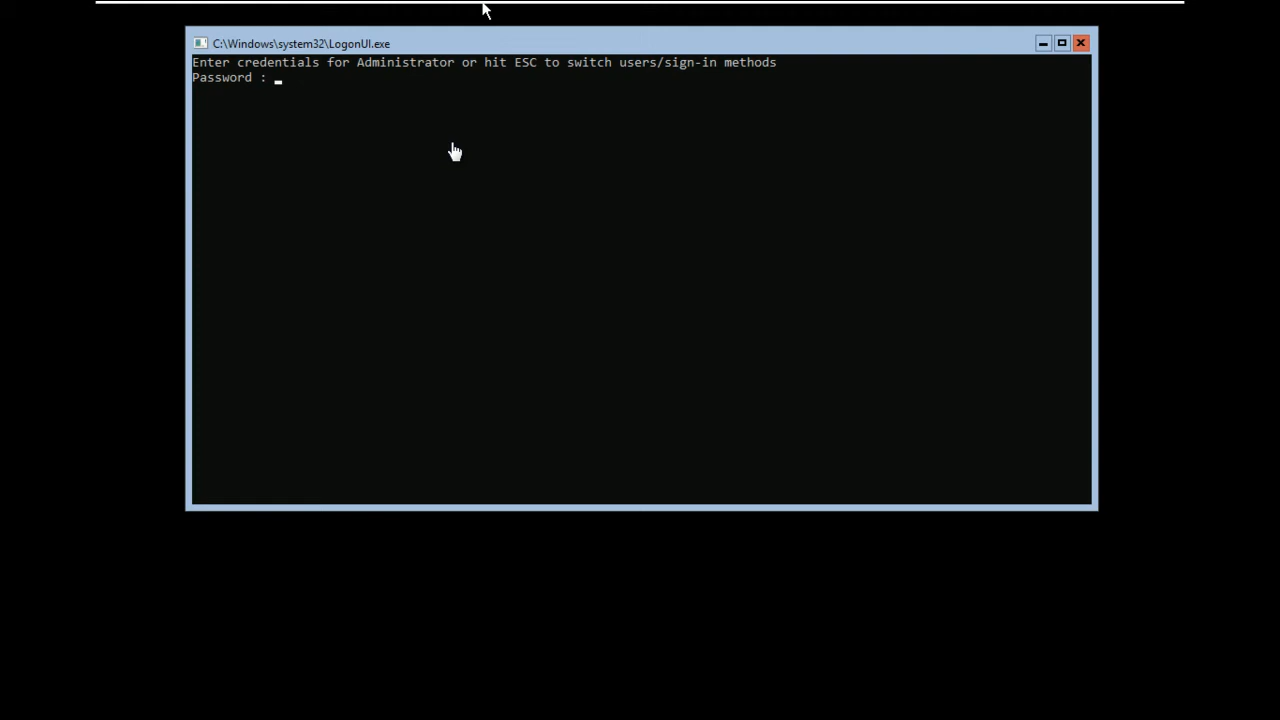 C:\Windows\system32\LogonUI.exe
Enter credentials for Administrator or hit ESC to switch users/sign-in methods
Password :